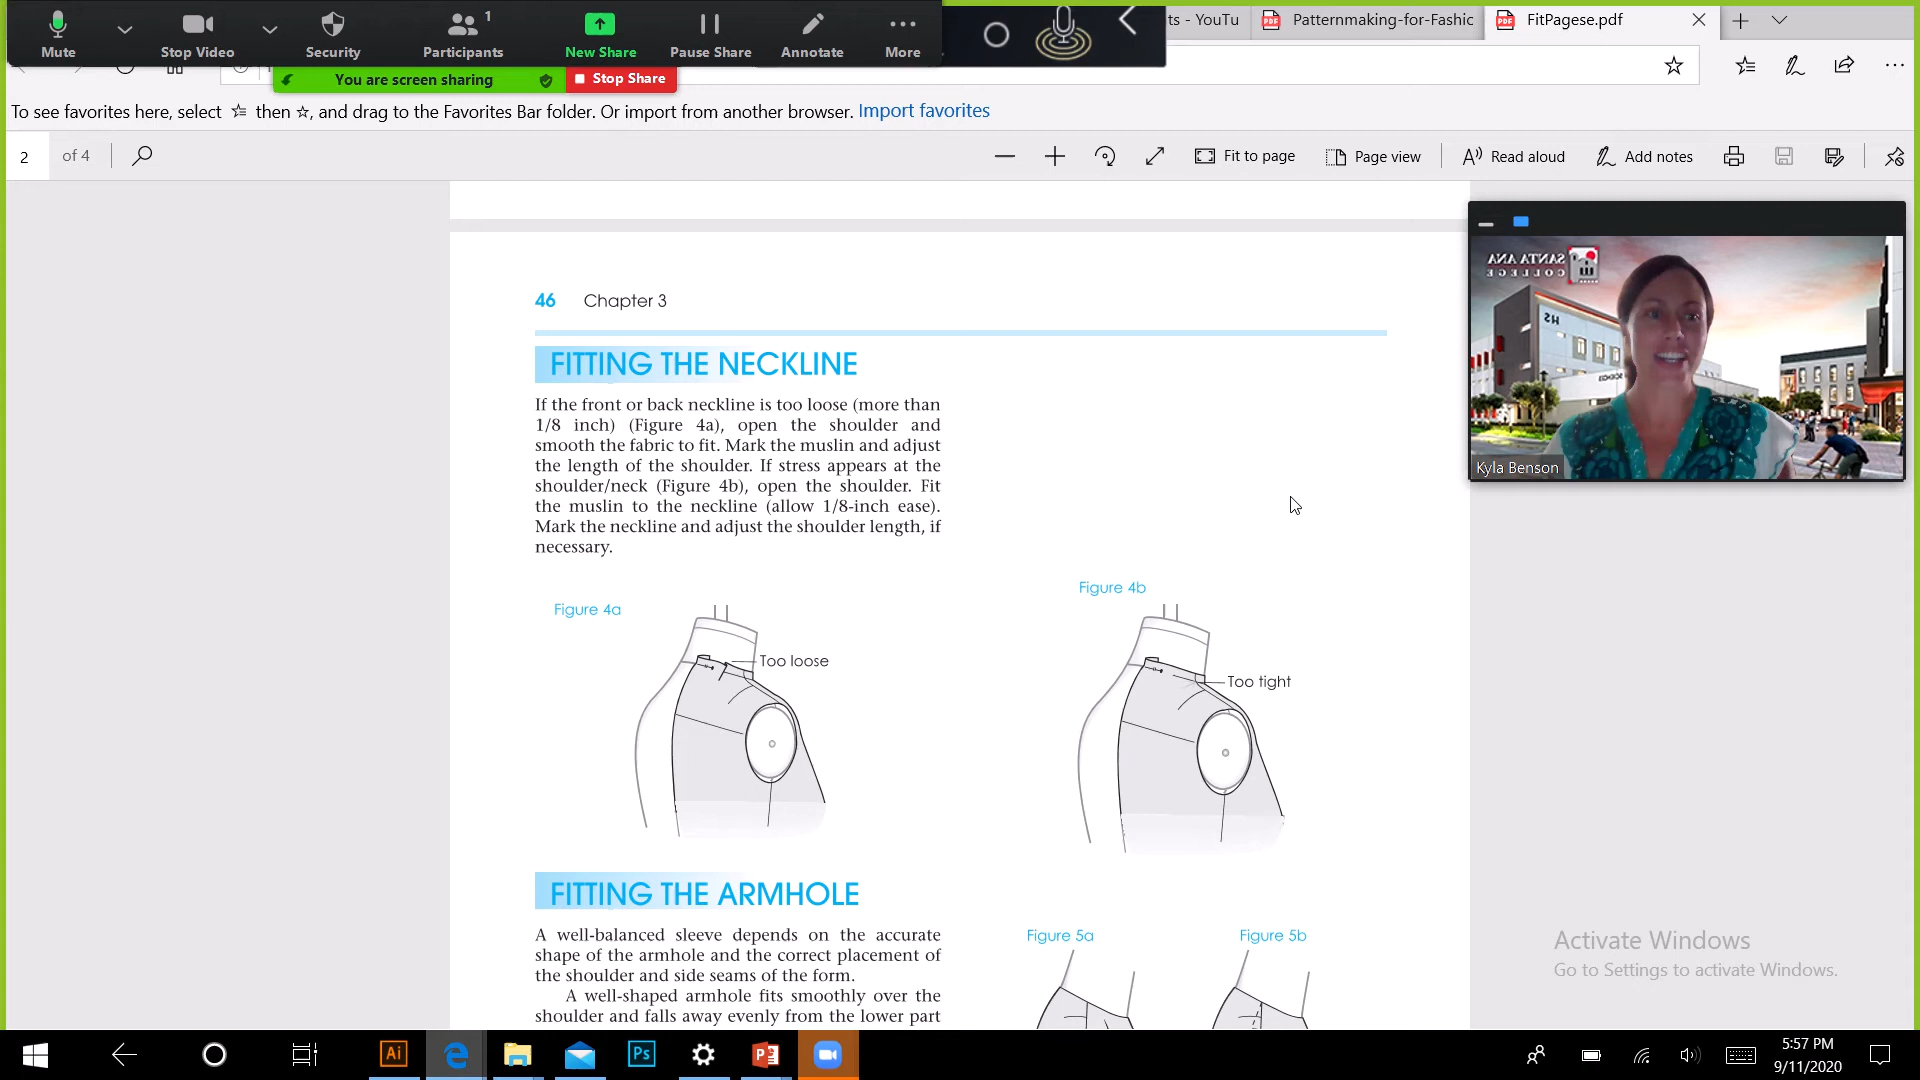 Mute
Stop Video
Security
Participants
1
New Share
Pause Share
Annotate
More
You are screen sharing
Stop Share
ts - YouTu
Patternmaking-for-Fashic
FitPagese.pdf
To see favorites here, select then , and drag to the Favorites Bar folder. Or import from another browser. Import favorites
2 of 4
Fit to page
Page view
Read aloud
Add notes
SANTA ANA
COLLEGE
HS
Kyla Benson
46 Chapter 3
FITTING THE NECKLINE
If the front or back neckline is too loose (more than
1/8 inch) (Figure 4a), open the shoulder and
smooth the fabric to fit. Mark the muslin and adjust
the length of the shoulder. If stress appears at the
shoulder/neck (Figure 4b), open the shoulder. Fit
the muslin to the neckline (allow 1/8-inch ease).
Mark the neckline and adjust the shoulder length, if
necessary.
Figure 4a
Too loose
Figure 4b
Too tight
FITTING THE ARMHOLE
A well-balanced sleeve depends on the accurate
shape of the armhole and the correct placement of
the shoulder and side seams of the form.
A well-shaped armhole fits smoothly over the
shoulder and falls away evenly from the lower part
Figure 5a
Figure 5b
Activate Windows
Go to Settings to activate Windows.
Ai
Ps
5:57 PM
9/11/2020